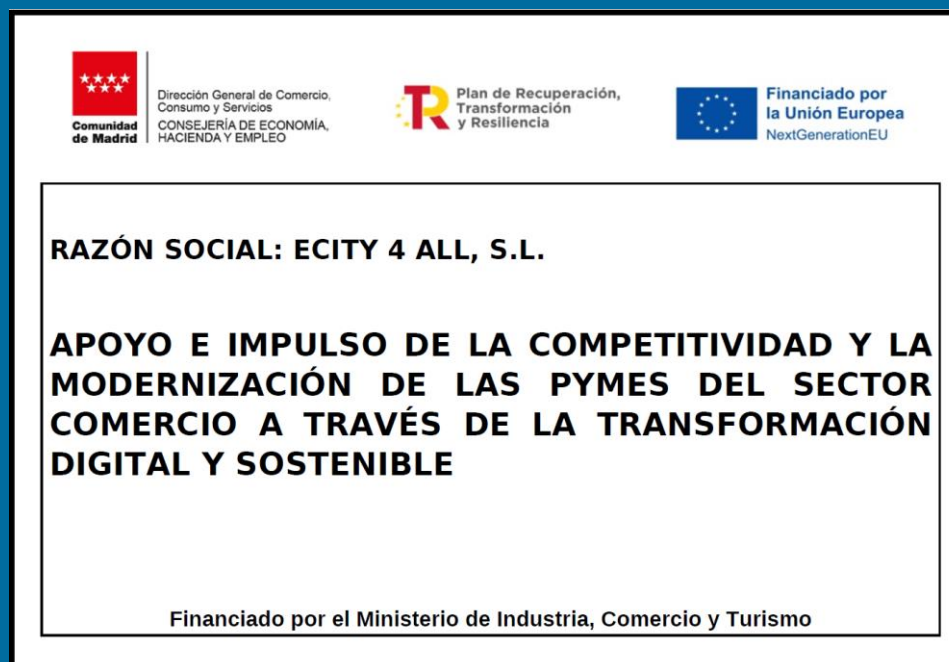 Comunidad
de Madrid
Dirección General de Comercio,
Consumo y Servicios
CONSEJERÍA DE ECONOMÍA,
HACIENDA Y EMPLEO
Plan de Recuperación,
Transformación
y Resiliencia
Financiado por
la Unión Europea
NextGenerationEU
RAZÓN SOCIAL: ECITY 4 ALL, S.L.
APOYO E IMPULSO DE LA COMPETITIVIDAD Y LA
MODERNIZACIÓN DE LAS PYMES DEL SECTOR
COMERCIO A TRAVÉS DE LA TRANSFORMACIÓN
DIGITAL Y SOSTENIBLE
Financiado por el Ministerio de Industria, Comercio y Turismo